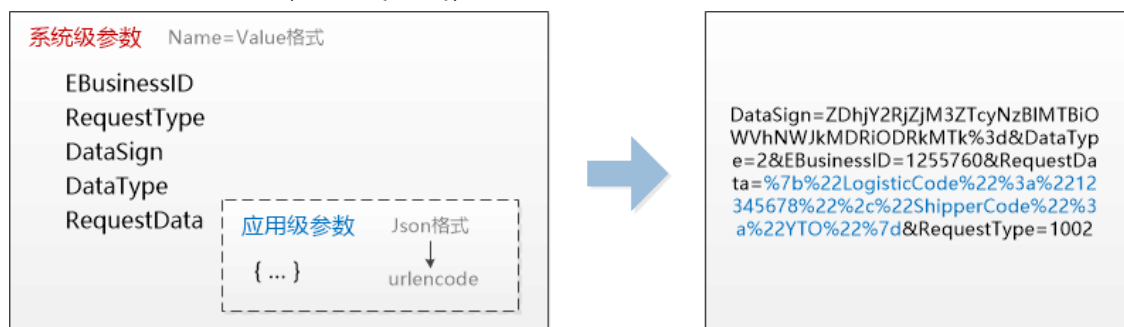 系统级参数 Name=Value格式
EBusinessID
RequestType
DataSign
DataType
RequestData
应用级参数 Json格式
{ ... }
urlencode
DataSign=ZDhjY2RjZjM3ZTcyNzBlMTBiO
WVhNWJkMDRiODRkMTk%3d&DataTyp
e=2&EBusinessID=1255760&RequestDa
ta=%7b%22LogisticCode%22%3a%2212
345678%22%2c%22ShipperCode%22%3
a%22YTO%22%7d&RequestType=1002